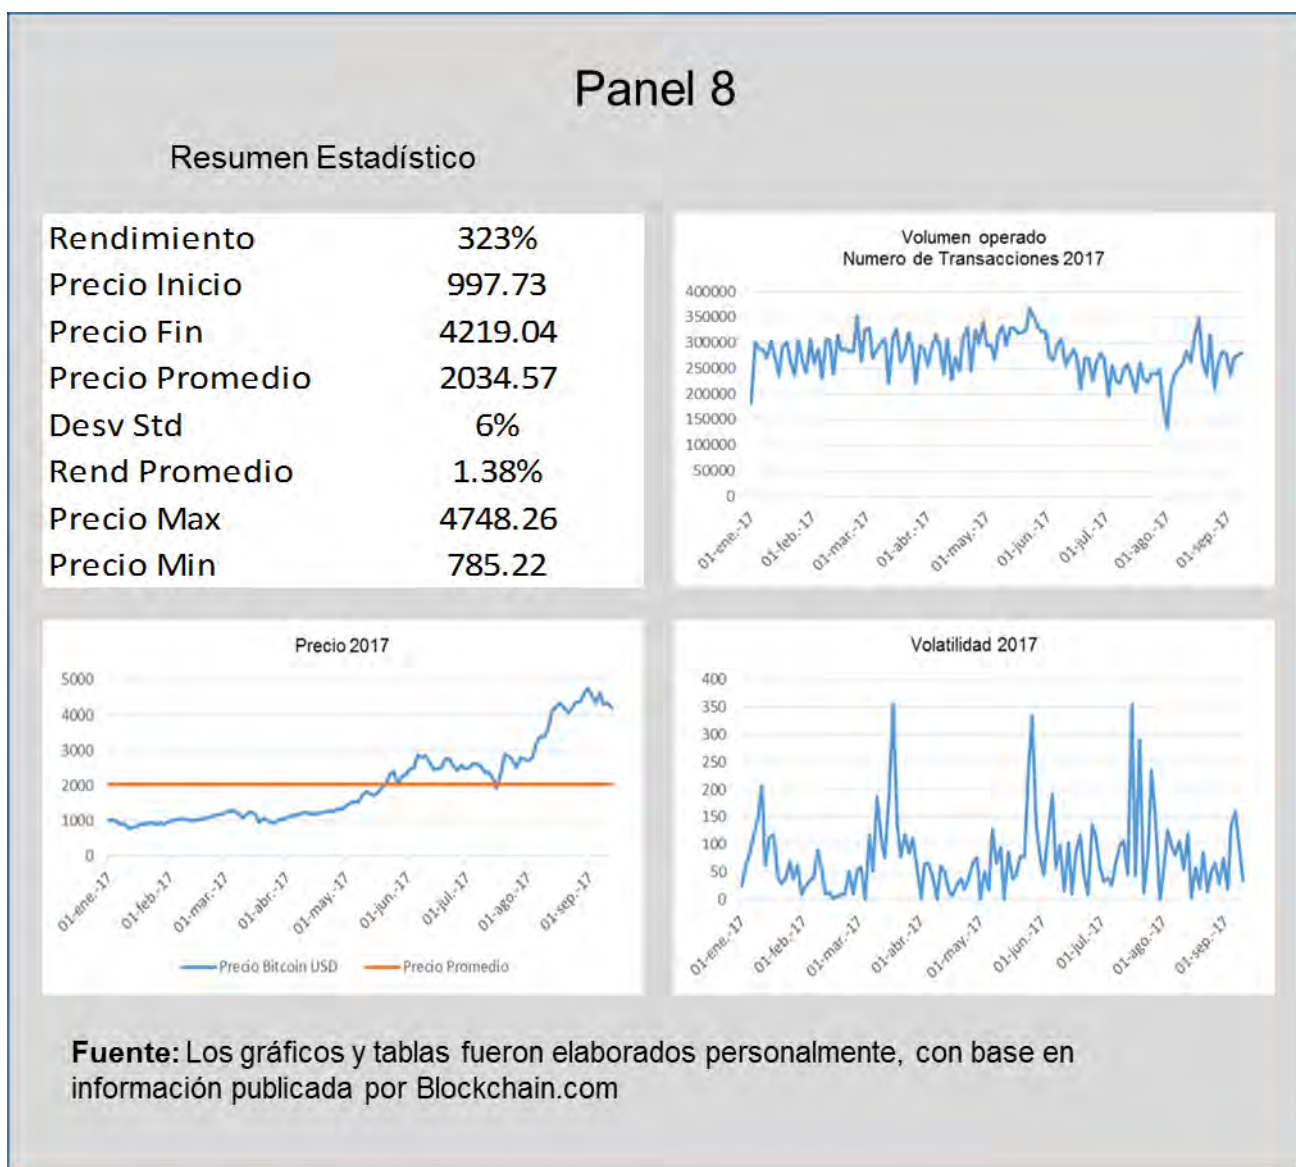 Panel 8
Resumen Estadístico
Rendimiento 323%
Precio Inicio 997.73
Precio Fin 4219.04
Precio Promedio 2034.57
Desv Std 6%
Rend Promedio 1.38%
Precio Max 4748.26
Precio Min 785.22
Volumen operado
Numero de Transacciones 2017
400000
350000
300000
250000
200000
150000
100000
50000
0
01-ene.-17 01-feb.-17 01-mar.-17 01-abr.-17 01-may.-17 01-jun.-17 01-jul.-17 01-ago.-17 01-sep.-17
Precio 2017
5000
4000
3000
2000
1000
0
01-ene.-17 01-feb.-17 01-mar.-17 01-abr.-17 01-may.-17 01-jun.-17 01-jul.-17 01-ago.-17 01-sep.-17
Precio Bitcoin USD Precio Promedio
Volatilidad 2017
400
350
300
250
200
150
100
50
0
01-ene.-17 01-feb.-17 01-mar.-17 01-abr.-17 01-may.-17 01-jun.-17 01-jul.-17 01-ago.-17 01-sep.-17
Fuente: Los gráficos y tablas fueron elaborados personalmente, con base en
información publicada por Blockchain.com